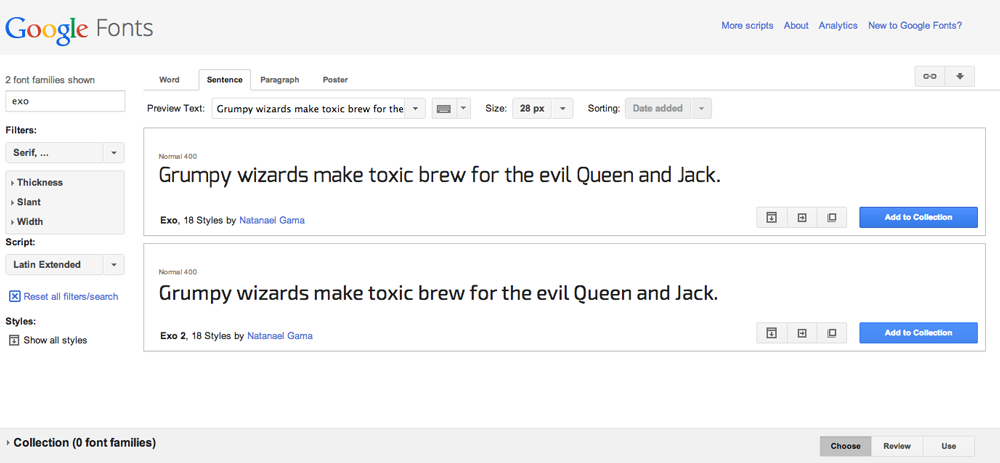 Google Fonts
More scripts About Analytics New to Google Fonts?
2 font families shown
exo
Filters:
Serif, ...
Thickness
Slant
Width
Script:
Latin Extended
Reset all filters/search
Styles:
Show all styles
Word Sentence Paragraph Poster
Preview Text: Grumpy wizards make toxic brew for the Size: 28 px Sorting: Date added
Normal 400
Grumpy wizards make toxic brew for the evil Queen and Jack.
Exo, 18 Styles by Natanael Gama
Add to Collection
Normal 400
Grumpy wizards make toxic brew for the evil Queen and Jack.
Exo 2, 18 Styles by Natanael Gama
Add to Collection
Collection (0 font families)
Choose Review Use